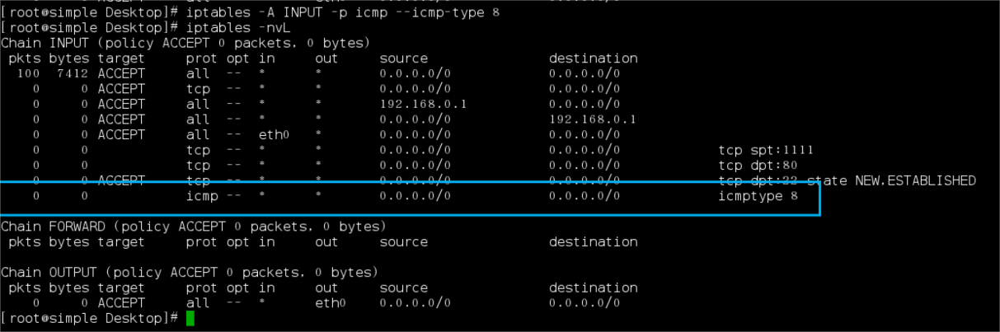 [root@simple Desktop]# iptables -A INPUT -p icmp --icmp-type 8
[root@simple Desktop]# iptables -nvL
Chain INPUT (policy ACCEPT 0 packets, 0 bytes)
pkts bytes target prot opt in out source destination
100 7412 ACCEPT all -- * * 0.0.0.0/0 0.0.0.0/0
0 0 ACCEPT tcp -- * * 0.0.0.0/0 0.0.0.0/0
0 0 ACCEPT all -- * * 192.168.0.1 0.0.0.0/0
0 0 ACCEPT all -- * * 0.0.0.0/0 192.168.0.1
0 0 ACCEPT all -- eth0 * 0.0.0.0/0 0.0.0.0/0
0 0 tcp -- * * 0.0.0.0/0 0.0.0.0/0 tcp spt:1111
0 0 tcp -- * * 0.0.0.0/0 0.0.0.0/0 tcp dpt:80
0 0 ACCEPT tcp -- * * 0.0.0.0/0 0.0.0.0/0 tcp dpt:22 state NEW,ESTABLISHED
0 0 icmp -- * * 0.0.0.0/0 0.0.0.0/0 icmptype 8
Chain FORWARD (policy ACCEPT 0 packets, 0 bytes)
pkts bytes target prot opt in out source destination
Chain OUTPUT (policy ACCEPT 0 packets, 0 bytes)
pkts bytes target prot opt in out source destination
0 0 ACCEPT all -- * eth0 0.0.0.0/0 0.0.0.0/0
[root@simple Desktop]#